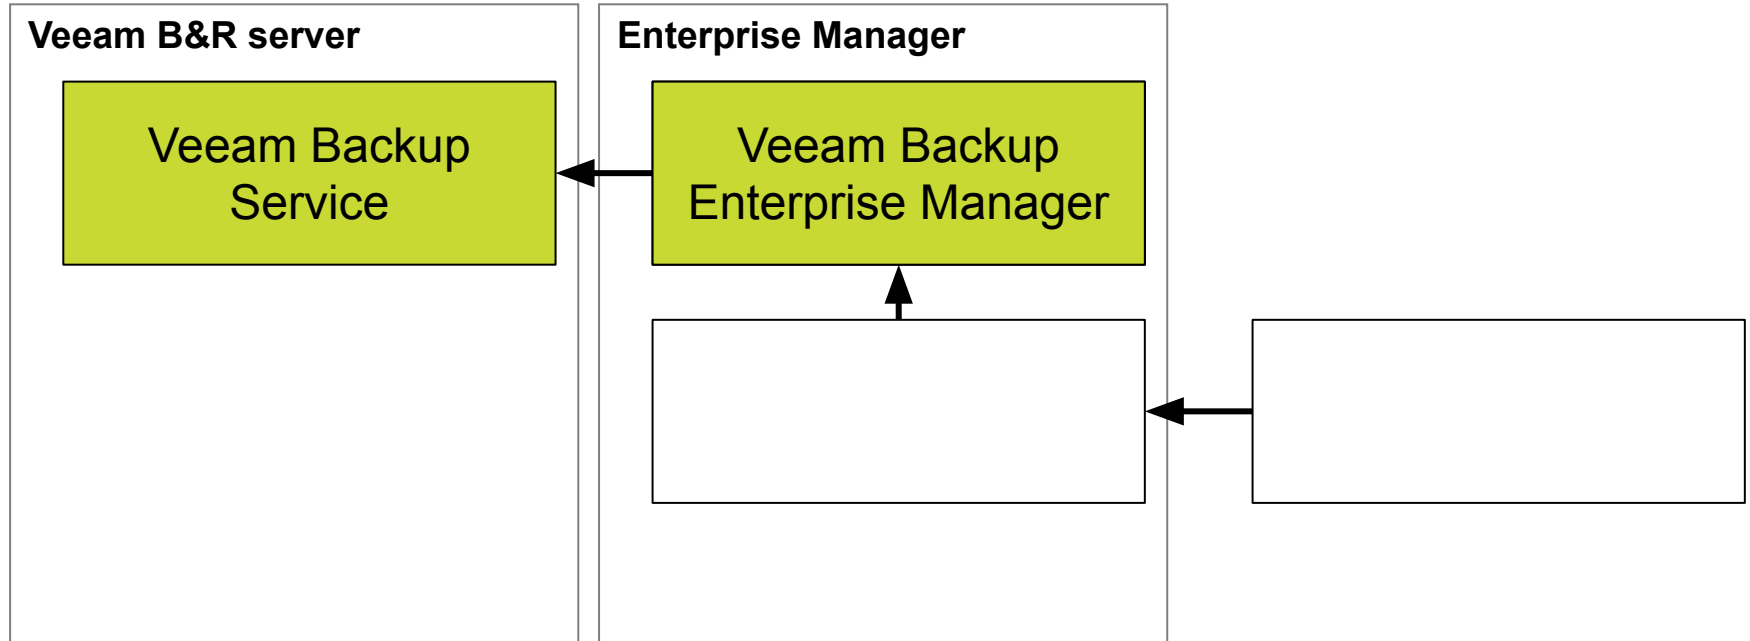 Veeam B&R server
Enterprise Manager
Veeam Backup
Service
Veeam Backup
Enterprise Manager